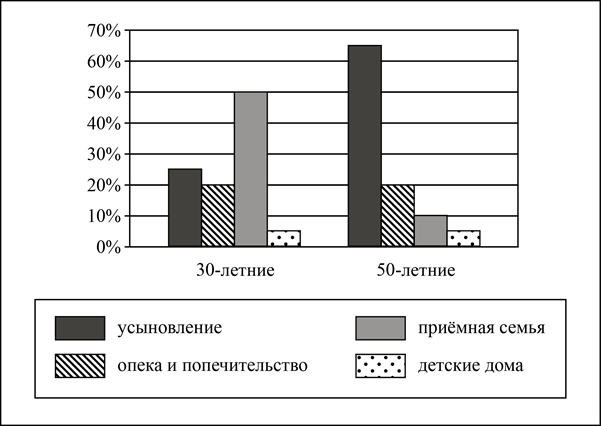 70%
60%
50%
40%
30%
20%
10%
0%
30-летние 50-летние
усыновление приёмная семья
опека и попечительство детские дома